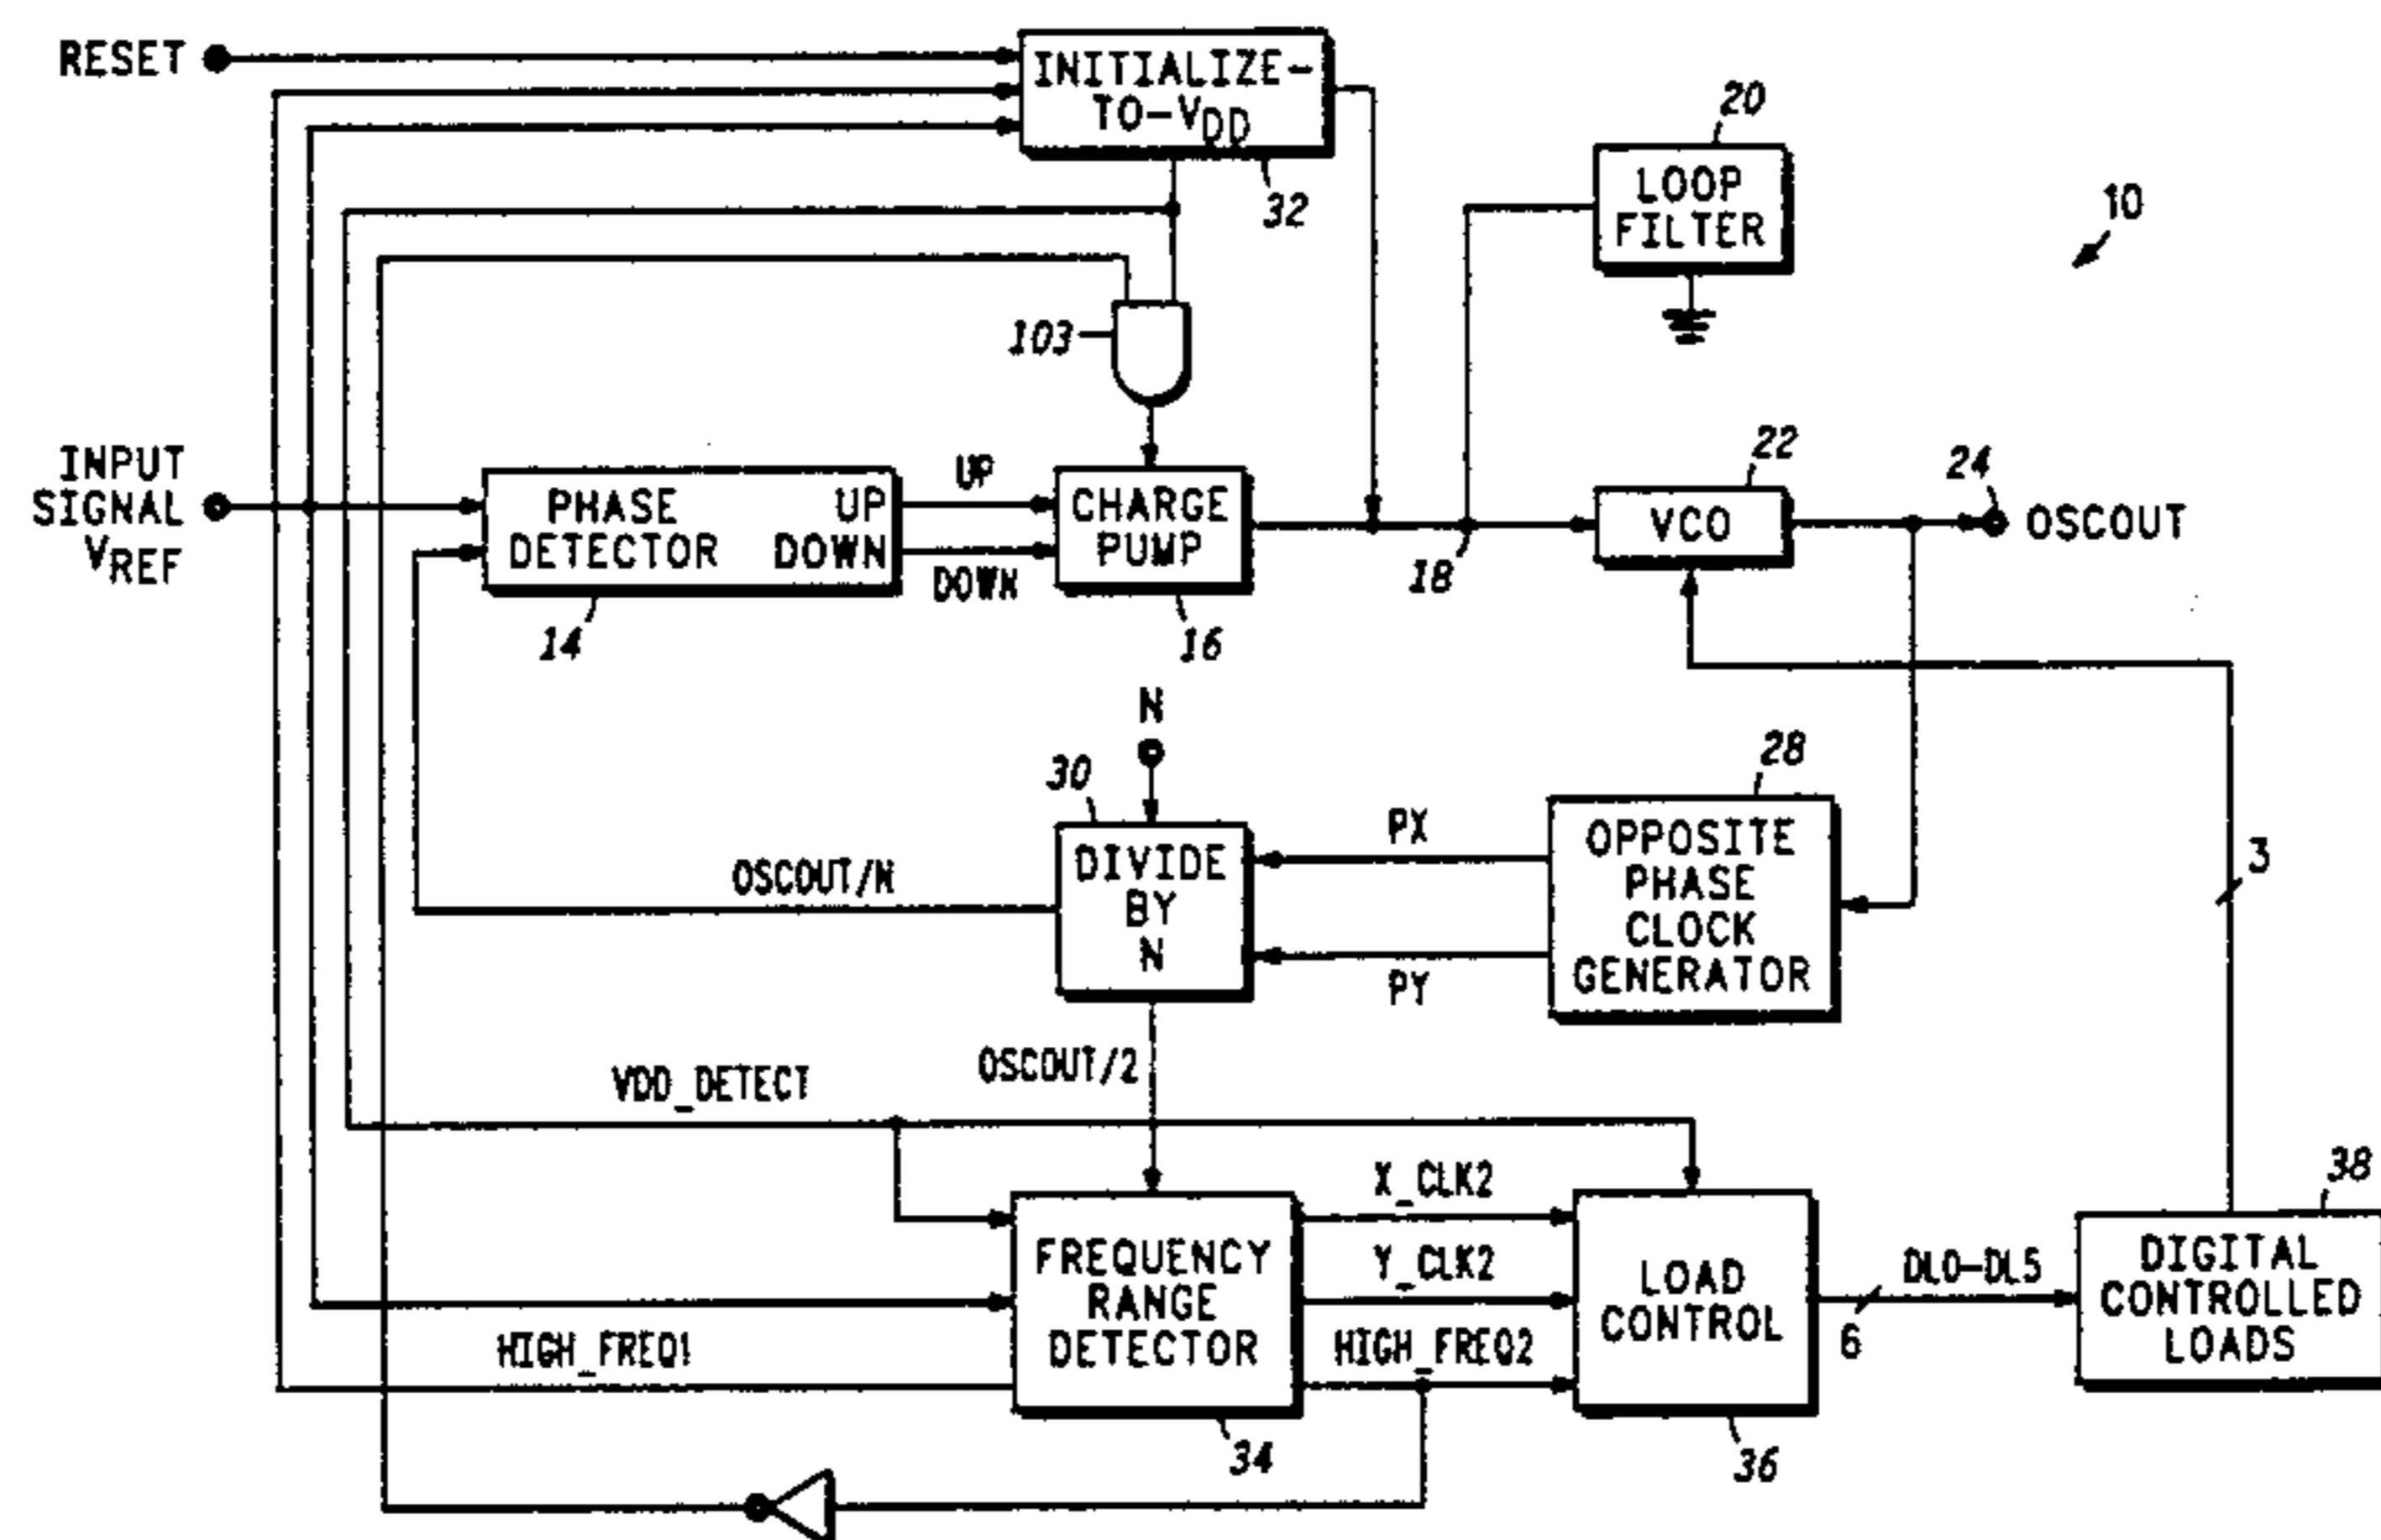 RESET
INITIALIZE-
TO-VDD
32
20
LOOP
FILTER
10
103
INPUT
SIGNAL
VREF
PHASE
DETECTOR
UP
DOWN
14
UP
DOWN
CHARGE
PUMP
16
18
22
VCO
24
OSCOUT
N
30
DIVIDE
BY
N
OSCOUT/N
PX
PY
28
OPPOSITE
PHASE
CLOCK
GENERATOR
3
OSCOUT/2
VDD_DETECT
HIGH_FREQ1
FREQUENCY
RANGE
DETECTOR
34
X_CLK2
Y_CLK2
HIGH_FREQ2
LOAD
CONTROL
36
DL0-DL5
6
38
DIGITAL
CONTROLLED
LOADS